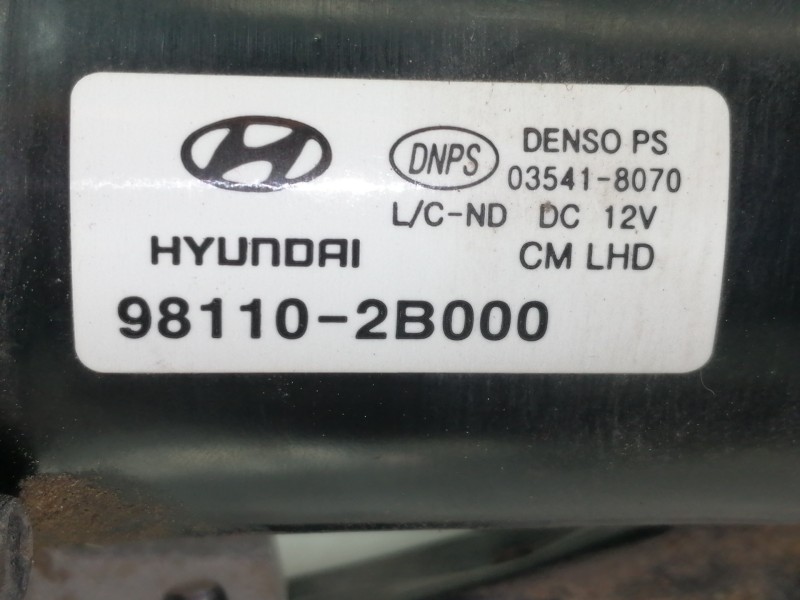 DNPS
DENSO PS
03541-8070
L/C-ND DC 12V
HYUNDAI
CM LHD
98110-2B000